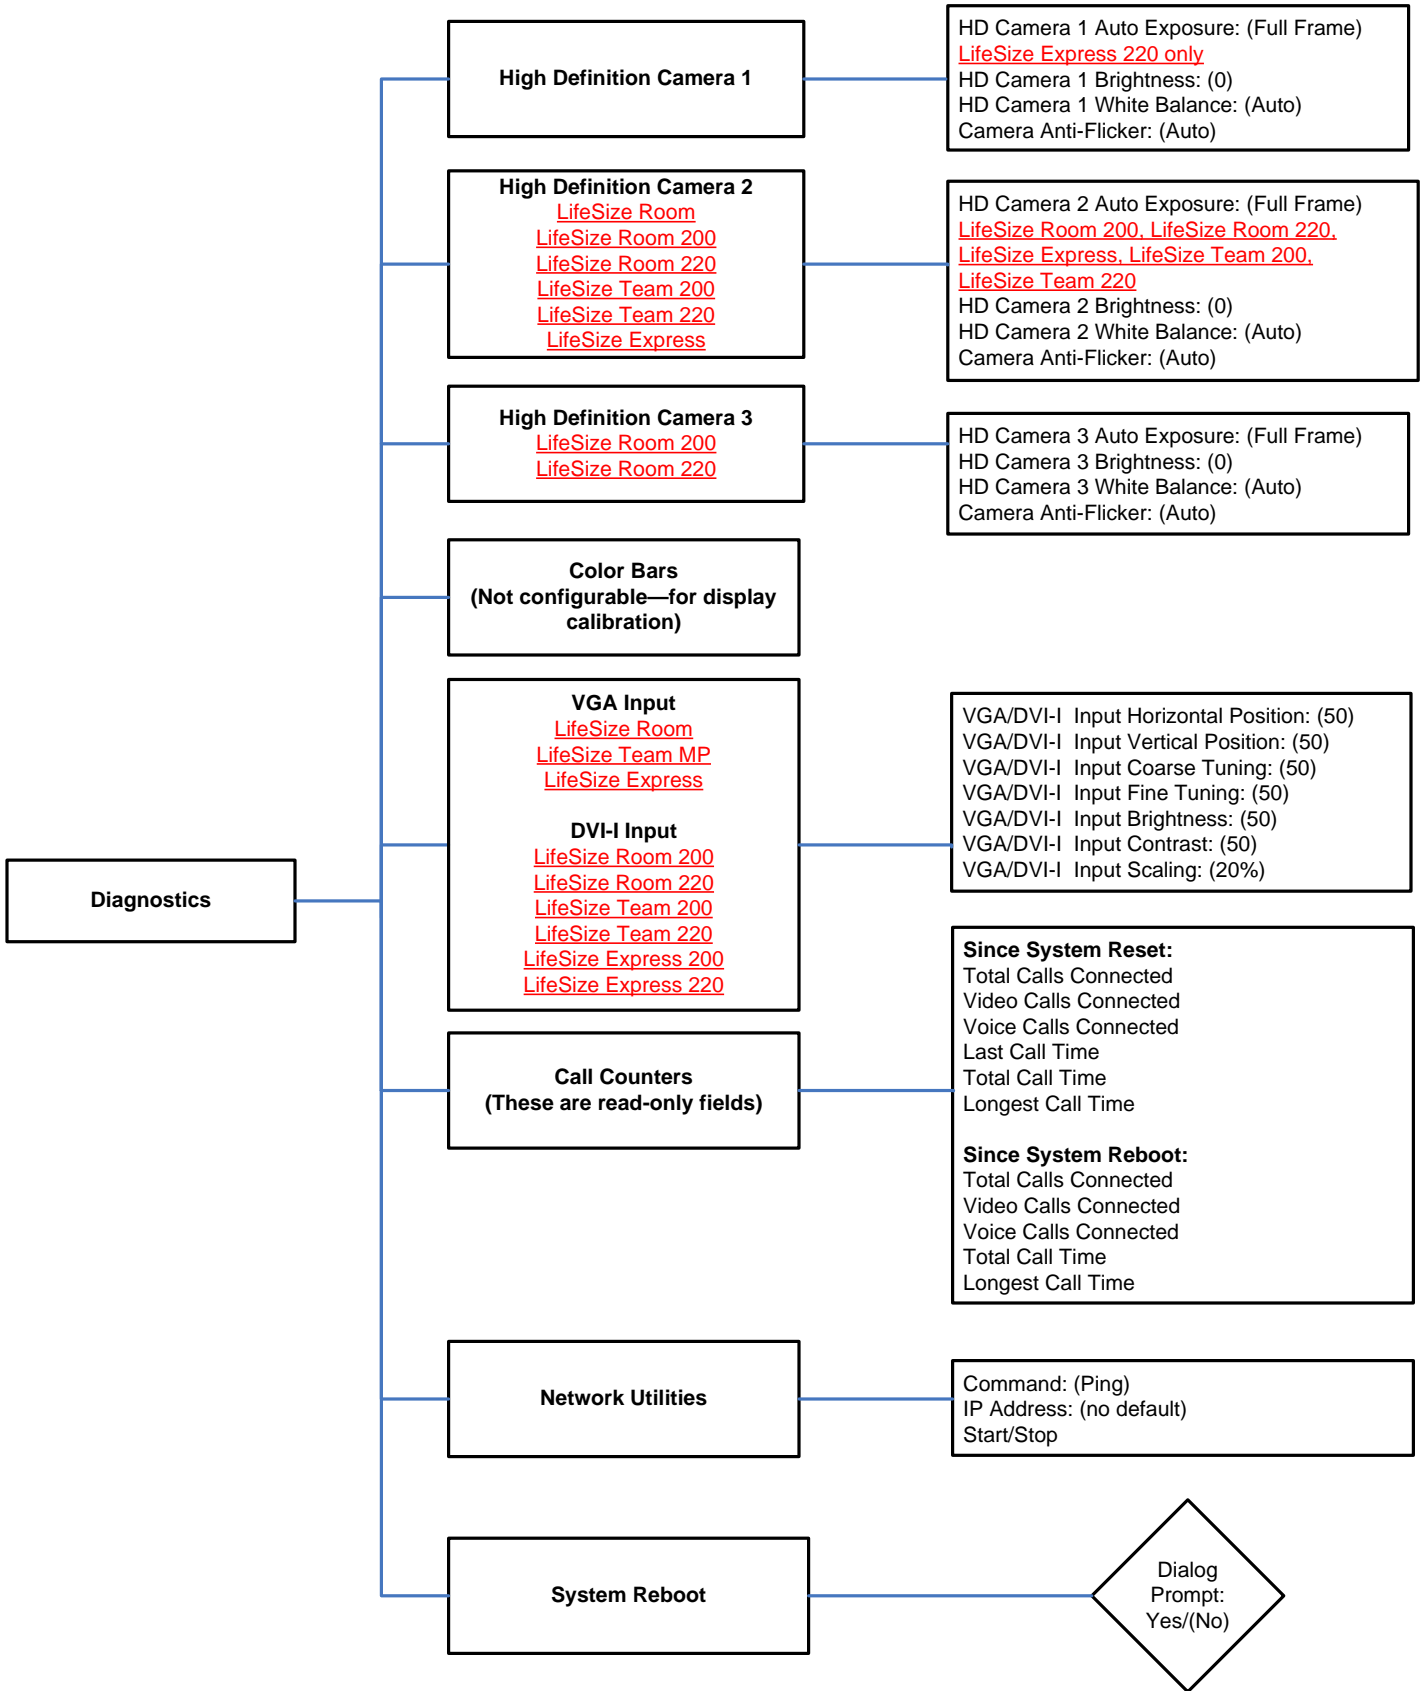 Diagnostics
High Definition Camera 1
HD Camera 1 Auto Exposure: (Full Frame)
LifeSize Express 220 only
HD Camera 1 Brightness: (0)
HD Camera 1 White Balance: (Auto)
Camera Anti-Flicker: (Auto)
High Definition Camera 2
LifeSize Room
LifeSize Room 200
LifeSize Room 220
LifeSize Team 200
LifeSize Team 220
LifeSize Express
HD Camera 2 Auto Exposure: (Full Frame)
LifeSize Room 200, LifeSize Room 220,
LifeSize Express, LifeSize Team 200,
LifeSize Team 220
HD Camera 2 Brightness: (0)
HD Camera 2 White Balance: (Auto)
Camera Anti-Flicker: (Auto)
High Definition Camera 3
LifeSize Room 200
LifeSize Room 220
HD Camera 3 Auto Exposure: (Full Frame)
HD Camera 3 Brightness: (0)
HD Camera 3 White Balance: (Auto)
Camera Anti-Flicker: (Auto)
Color Bars
(Not configurable—for display
calibration)
VGA Input
LifeSize Room
LifeSize Team MP
LifeSize Express
DVI-I Input
LifeSize Room 200
LifeSize Room 220
LifeSize Team 200
LifeSize Team 220
LifeSize Express 200
LifeSize Express 220
VGA/DVI-I Input Horizontal Position: (50)
VGA/DVI-I Input Vertical Position: (50)
VGA/DVI-I Input Coarse Tuning: (50)
VGA/DVI-I Input Fine Tuning: (50)
VGA/DVI-I Input Brightness: (50)
VGA/DVI-I Input Contrast: (50)
VGA/DVI-I Input Scaling: (20%)
Call Counters
(These are read-only fields)
Since System Reset:
Total Calls Connected
Video Calls Connected
Voice Calls Connected
Last Call Time
Total Call Time
Longest Call Time
Since System Reboot:
Total Calls Connected
Video Calls Connected
Voice Calls Connected
Total Call Time
Longest Call Time
Network Utilities
Command: (Ping)
IP Address: (no default)
Start/Stop
System Reboot
Dialog
Prompt:
Yes/(No)